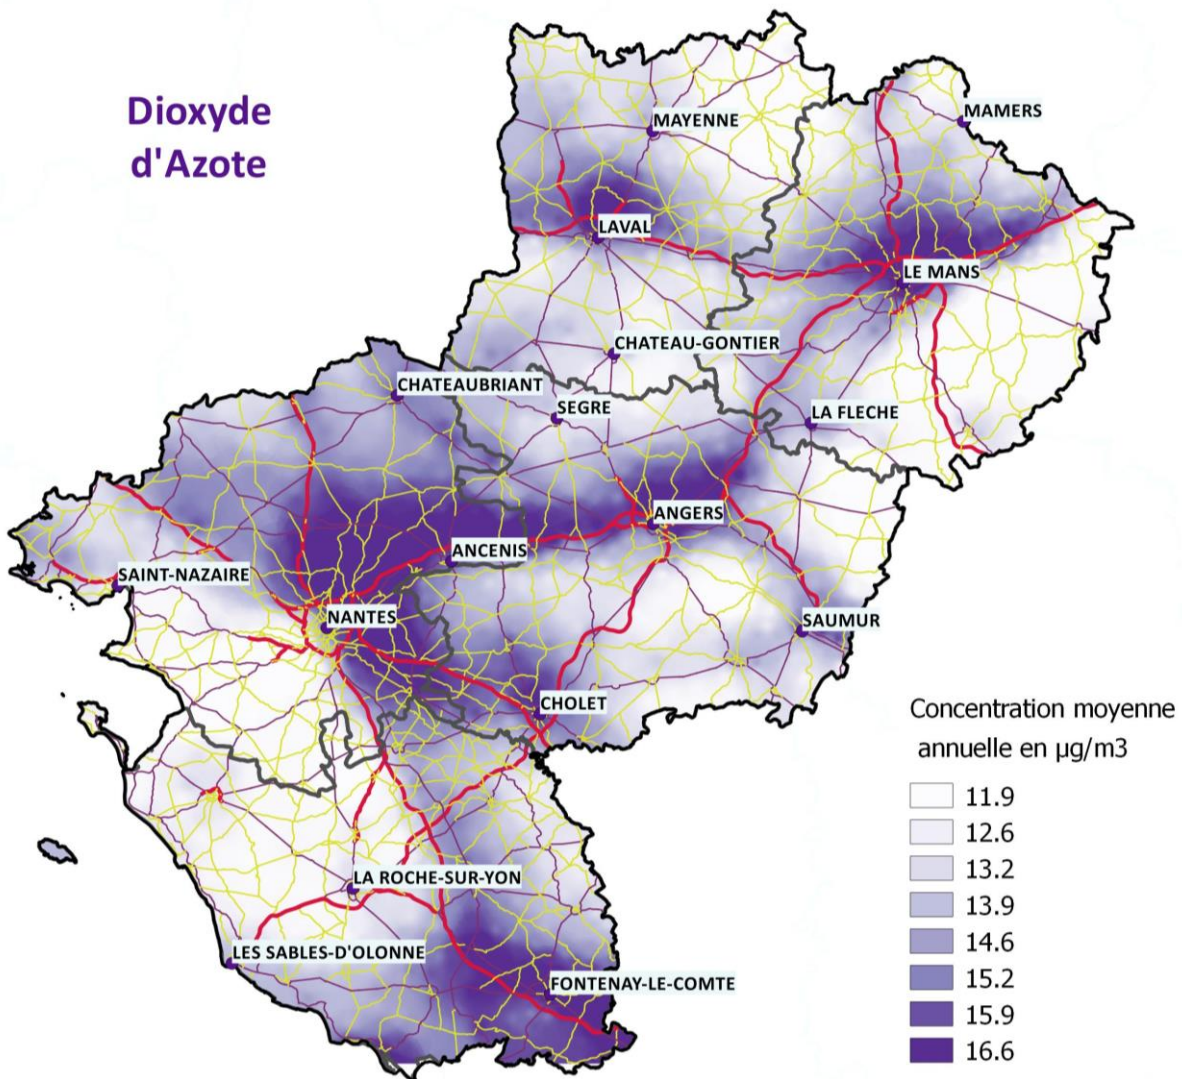 Dioxyde
d'Azote
MAYENNE
MAMERS
LAVAL
LE MANS
CHATEAU-GONTIER
CHATEAUBRIANT
SEGRE
LA FLECHE
ANGERS
ANCENIS
SAINT-NAZAIRE
NANTES
SAUMUR
CHOLET
LA ROCHE-SUR-YON
LES SABLES-D'OLONNE
FONTENAY-LE-COMTE
Concentration moyenne
annuelle en µg/m3
11.9
12.6
13.2
13.9
14.6
15.2
15.9
16.6